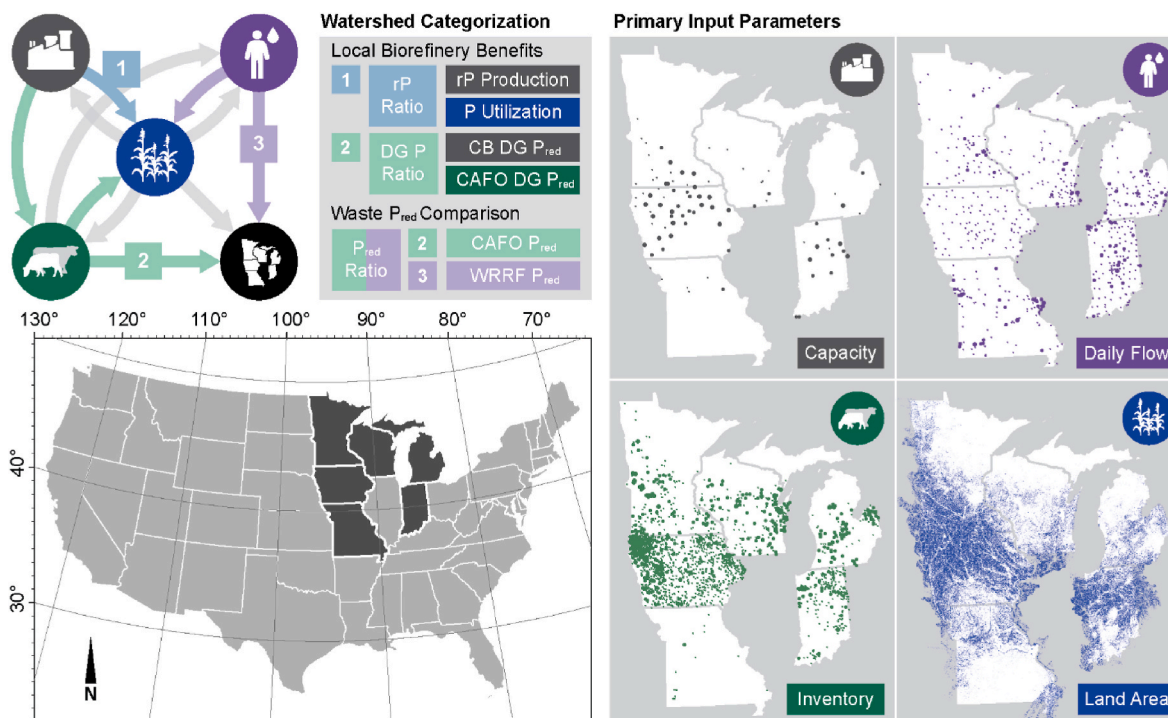 Watershed Categorization
Primary Input Parameters
1
3
2
Local Biorefinery Benefits
1
rP
Ratio
rP Production
P Utilization
2
DG P
Ratio
CB DG Pred
CAFO DG Pred
Waste Pred Comparison
Pred
Ratio
2
CAFO Pred
3
WRRF Pred
130° 120° 110° 100° 90° 80° 70°
40°
30°
N
Capacity
Daily Flow
Inventory
Land Area